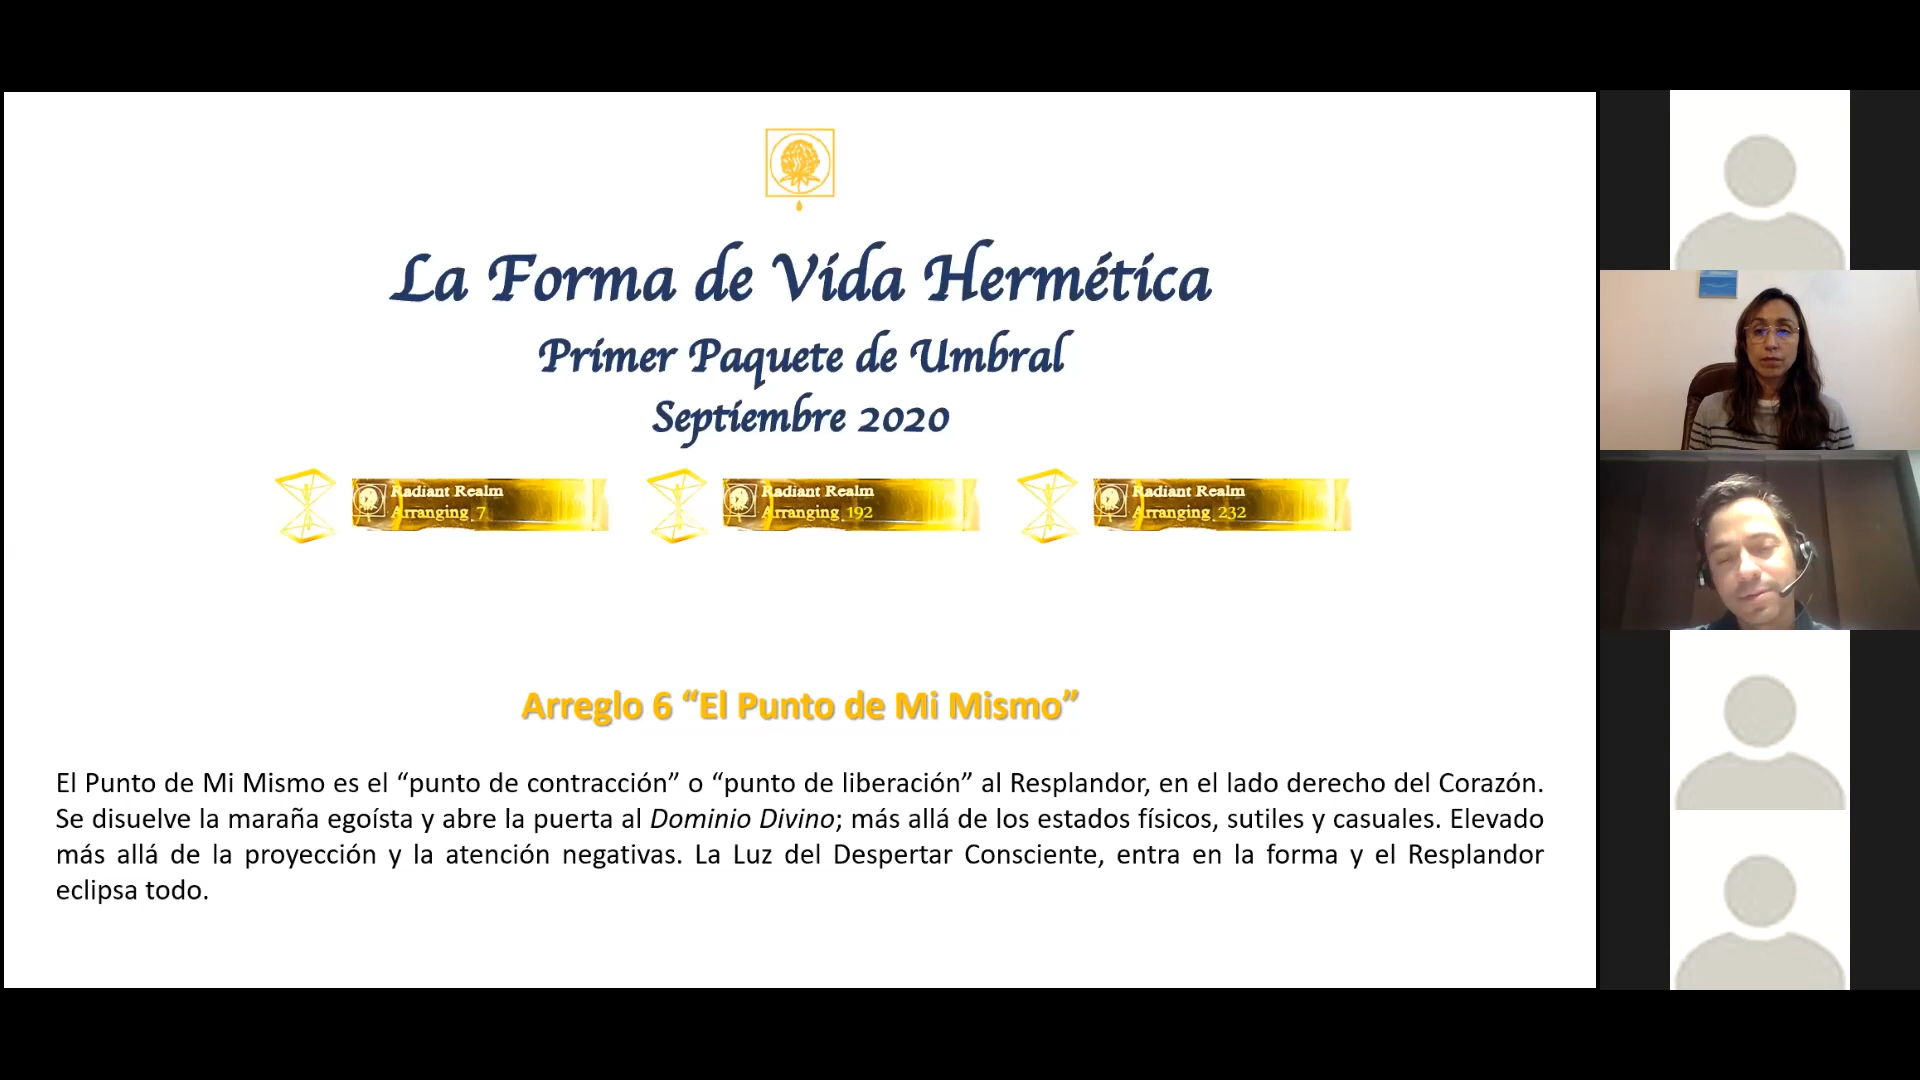 La Forma de Vida Hermética
Primer Paquete de Umbral
Septiembre 2020
Radiant Realm
Arranging 7
Radiant Realm
Arranging 192
Radiant Realm
Arranging 232
Arreglo 6 “El Punto de Mi Mismo”
El Punto de Mi Mismo es el “punto de contracción” o “punto de liberación” al Resplandor, en el lado derecho del Corazón.
Se disuelve la maraña egoísta y abre la puerta al Dominio Divino; más allá de los estados físicos, sutiles y casuales. Elevado
más allá de la proyección y la atención negativas. La Luz del Despertar Consciente, entra en la forma y el Resplandor
eclipsa todo.